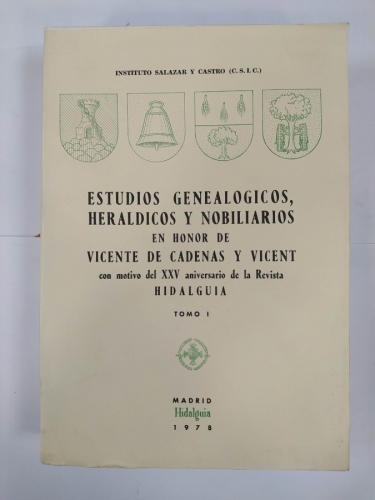 INSTITUTO SALAZAR Y CASTRO (C. S. I. C.)
ESTUDIOS GENEALOGICOS,
HERALDICOS Y NOBILIARIOS
EN HONOR DE
VICENTE DE CADENAS Y VICENT
con motivo del XXV aniversario de la Revista
HIDALGUIA
TOMO I
MADRID
Hidalguia
1978